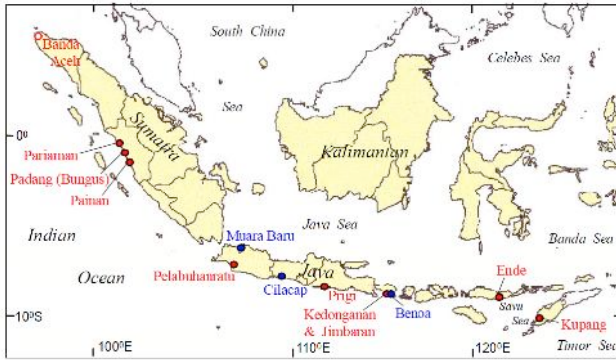 South China
Sea
Celebes Sea
Banda
Aceh
0°
Sumatra
Kalimantan
Pariaman
Padang (Bungus)
Painan
Indian
Ocean
Java Sea
Banda Sea
Muara Baru
Pelabuhanratu
Java
Cilacap
Prigi
Kedonganan
& Jimbaran
Benoa
Ende
Savu
Sea
Kupang
Timor Sea
10°S
100°E
110°E
120°E